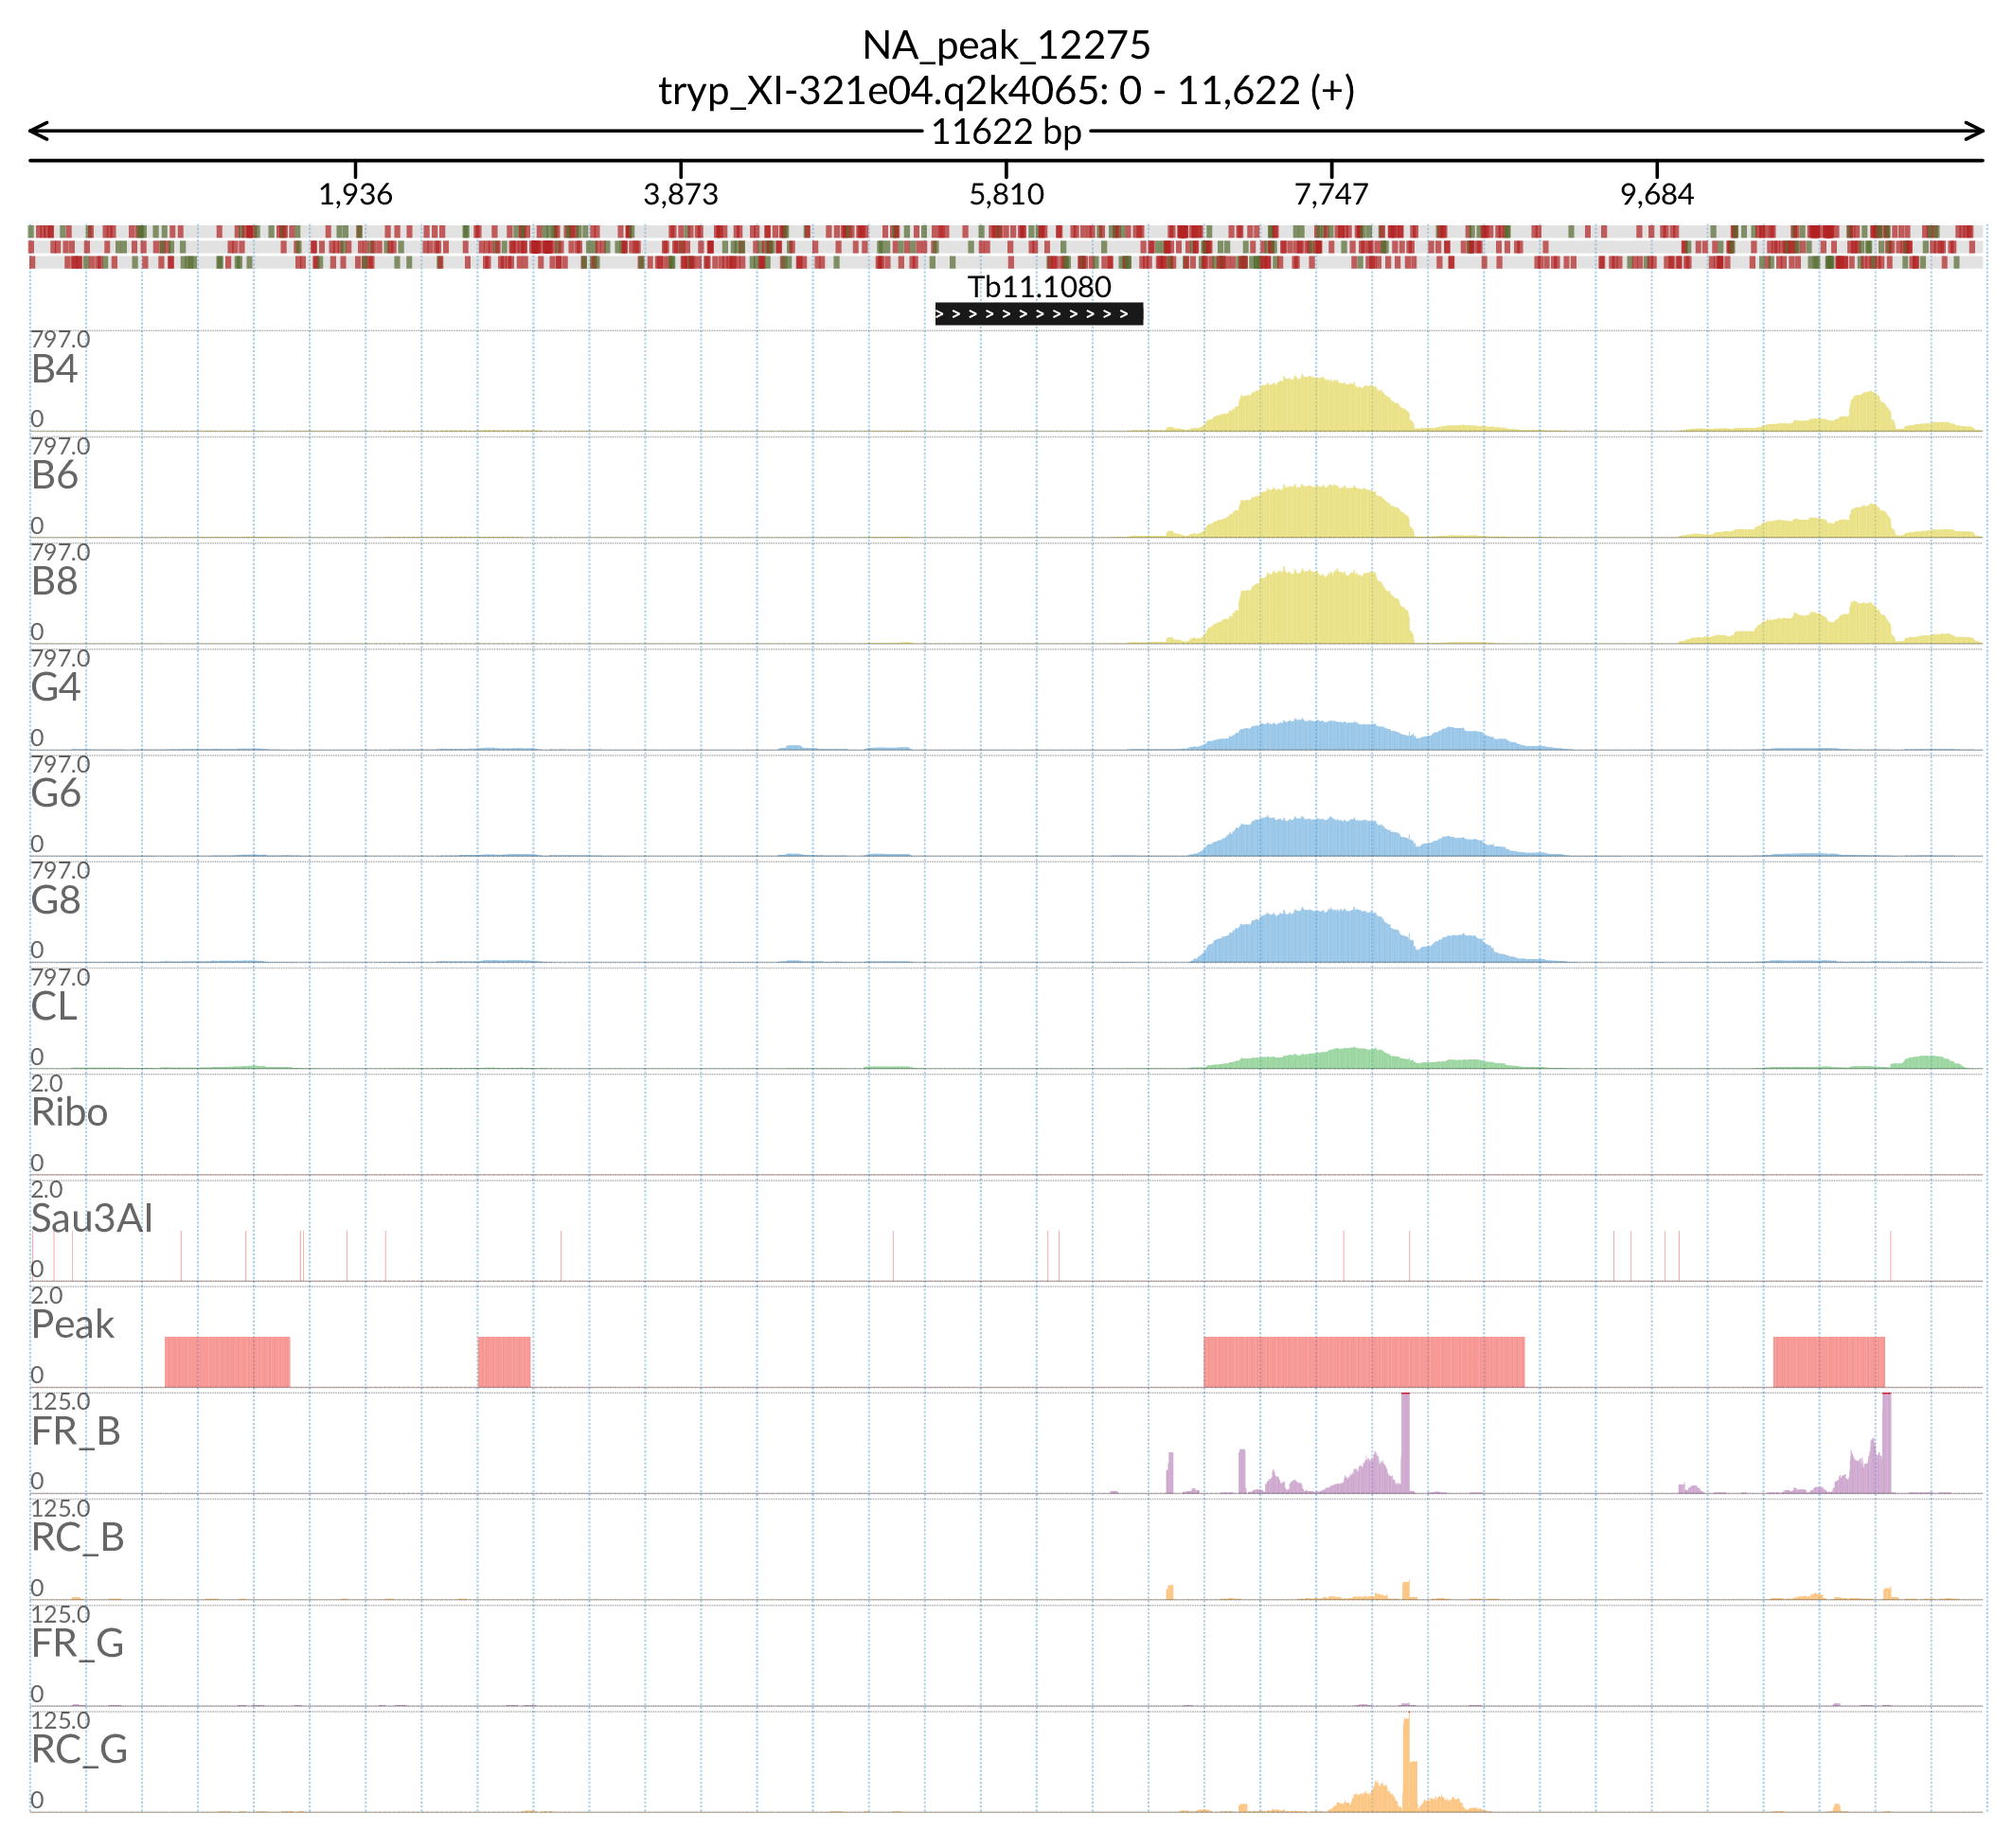 NA_peak_12275
tryp_XI-321e04.q2k4065: 0 - 11,622 (+)
11622 bp
1,936 3,873 5,810 7,747 9,684
Tb11.1080
> > > > > > > > > > > >
797.0
B4
0
797.0
B6
0
797.0
B8
0
797.0
G4
0
797.0
G6
0
797.0
G8
0
797.0
CL
0
2.0
Ribo
0
2.0
Sau3AI
0
2.0
Peak
0
125.0
FR_B
0
125.0
RC_B
0
125.0
FR_G
0
125.0
RC_G
0